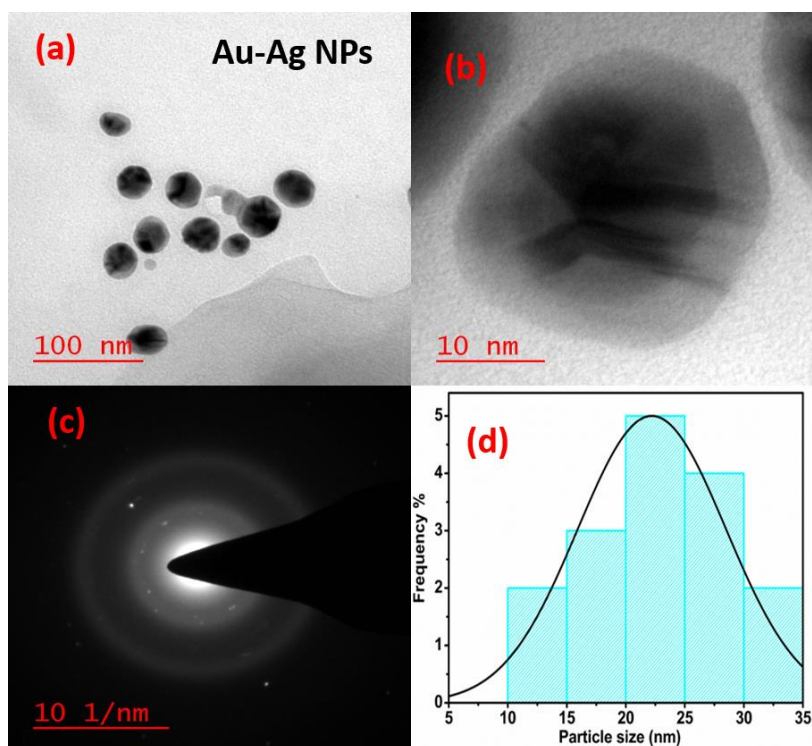 (a)
Au-Ag NPs
100 nm
(b)
10 nm
(c)
10 1/nm
(d)
Frequency %
5
4
3
2
1
0
5 10 15 20 25 30 35
Particle size (nm)